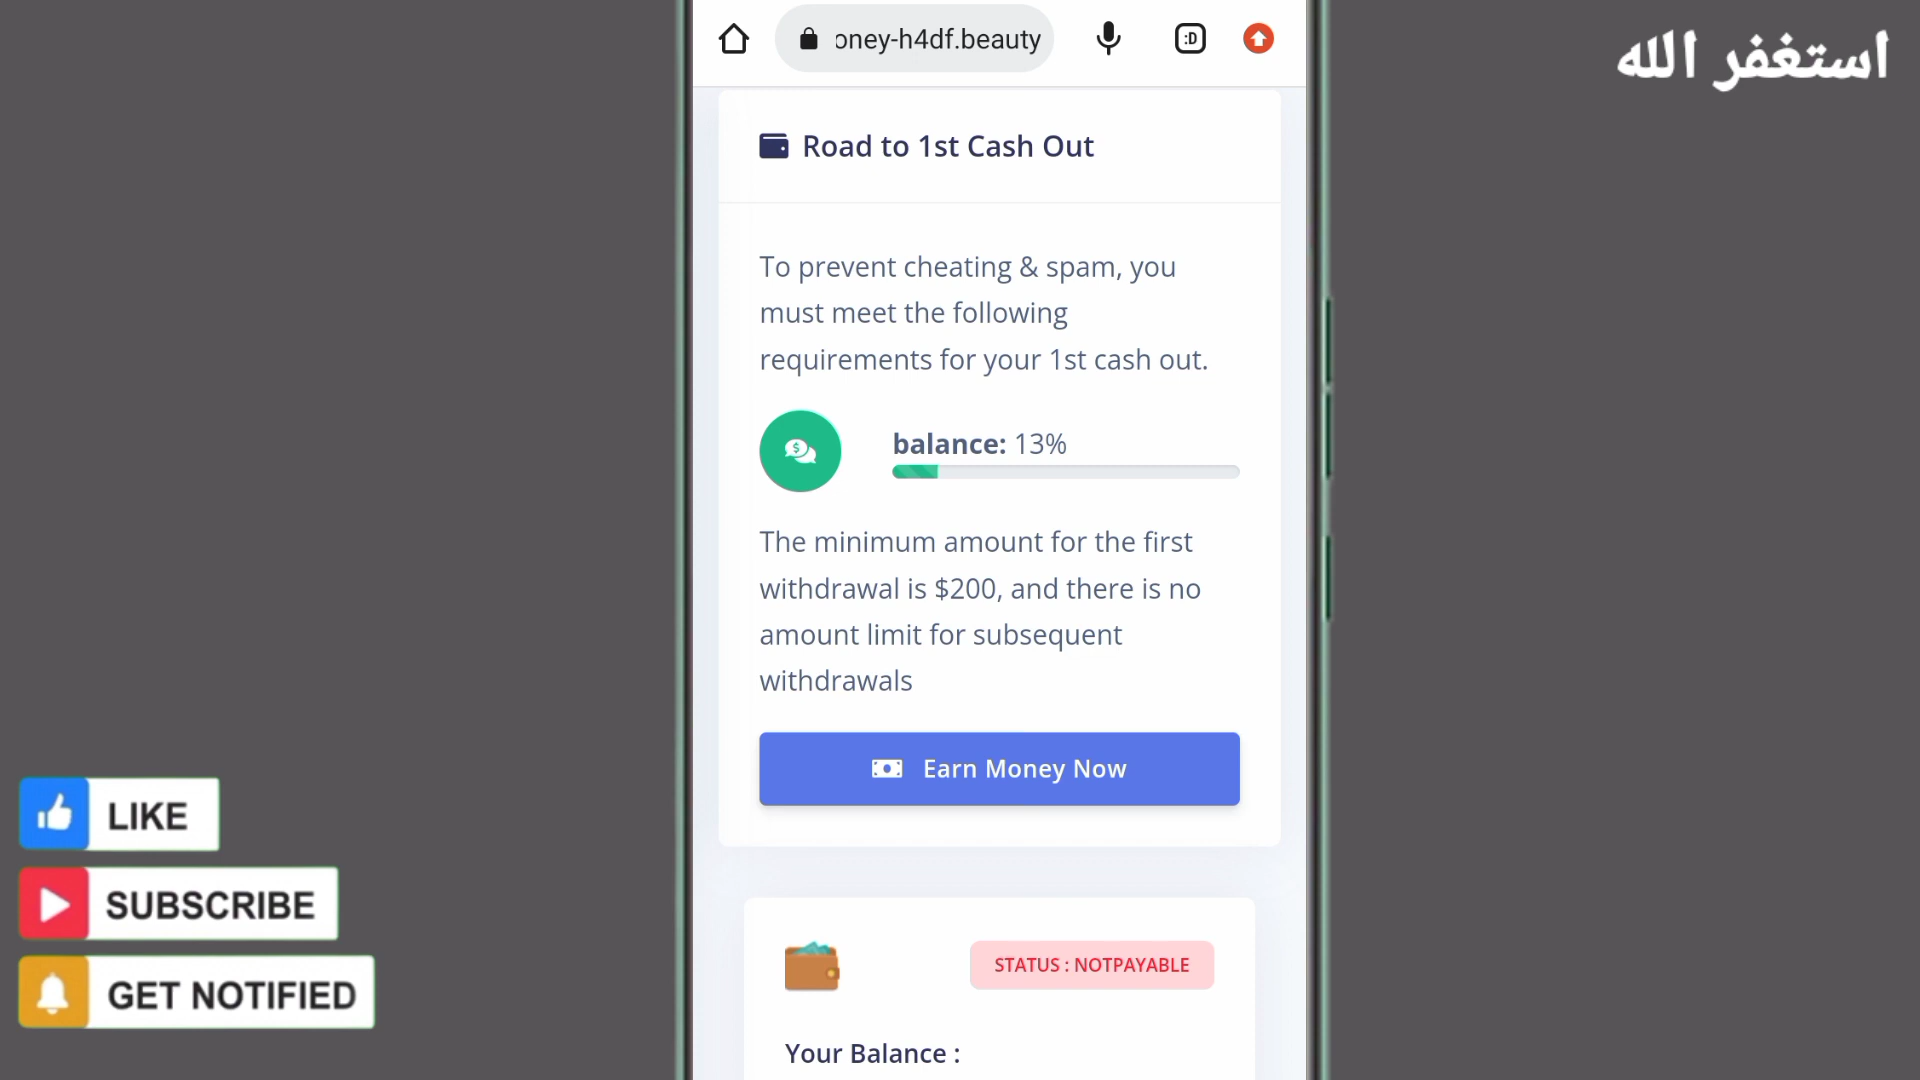 oney-h4df.beauty
:D
استغفر الله
Road to 1st Cash Out
To prevent cheating & spam, you
must meet the following
requirements for your 1st cash out.
balance: 13%
The minimum amount for the first
withdrawal is $200, and there is no
amount limit for subsequent
withdrawals
Earn Money Now
LIKE
SUBSCRIBE
GET NOTIFIED
STATUS : NOTPAYABLE
Your Balance :